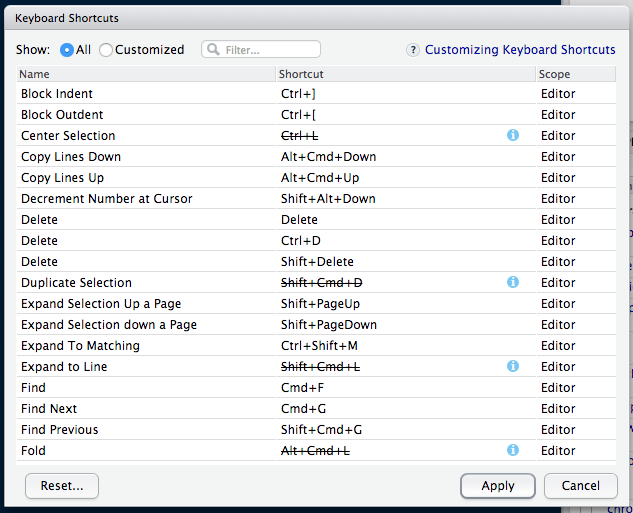 Keyboard Shortcuts
Show: All Customized Filter... ? Customizing Keyboard Shortcuts
Name Shortcut Scope
Block Indent Ctrl+] Editor
Block Outdent Ctrl+[ Editor
Center Selection Ctrl+L i Editor
Copy Lines Down Alt+Cmd+Down Editor
Copy Lines Up Alt+Cmd+Up Editor
Decrement Number at Cursor Shift+Alt+Down Editor
Delete Delete Editor
Delete Ctrl+D Editor
Delete Shift+Delete Editor
Duplicate Selection Shift+Cmd+D i Editor
Expand Selection Up a Page Shift+PageUp Editor
Expand Selection down a Page Shift+PageDown Editor
Expand To Matching Ctrl+Shift+M Editor
Expand to Line Shift+Cmd+L i Editor
Find Cmd+F Editor
Find Next Cmd+G Editor
Find Previous Shift+Cmd+G Editor
Fold Alt+Cmd+L i Editor
Reset... Apply Cancel
chro